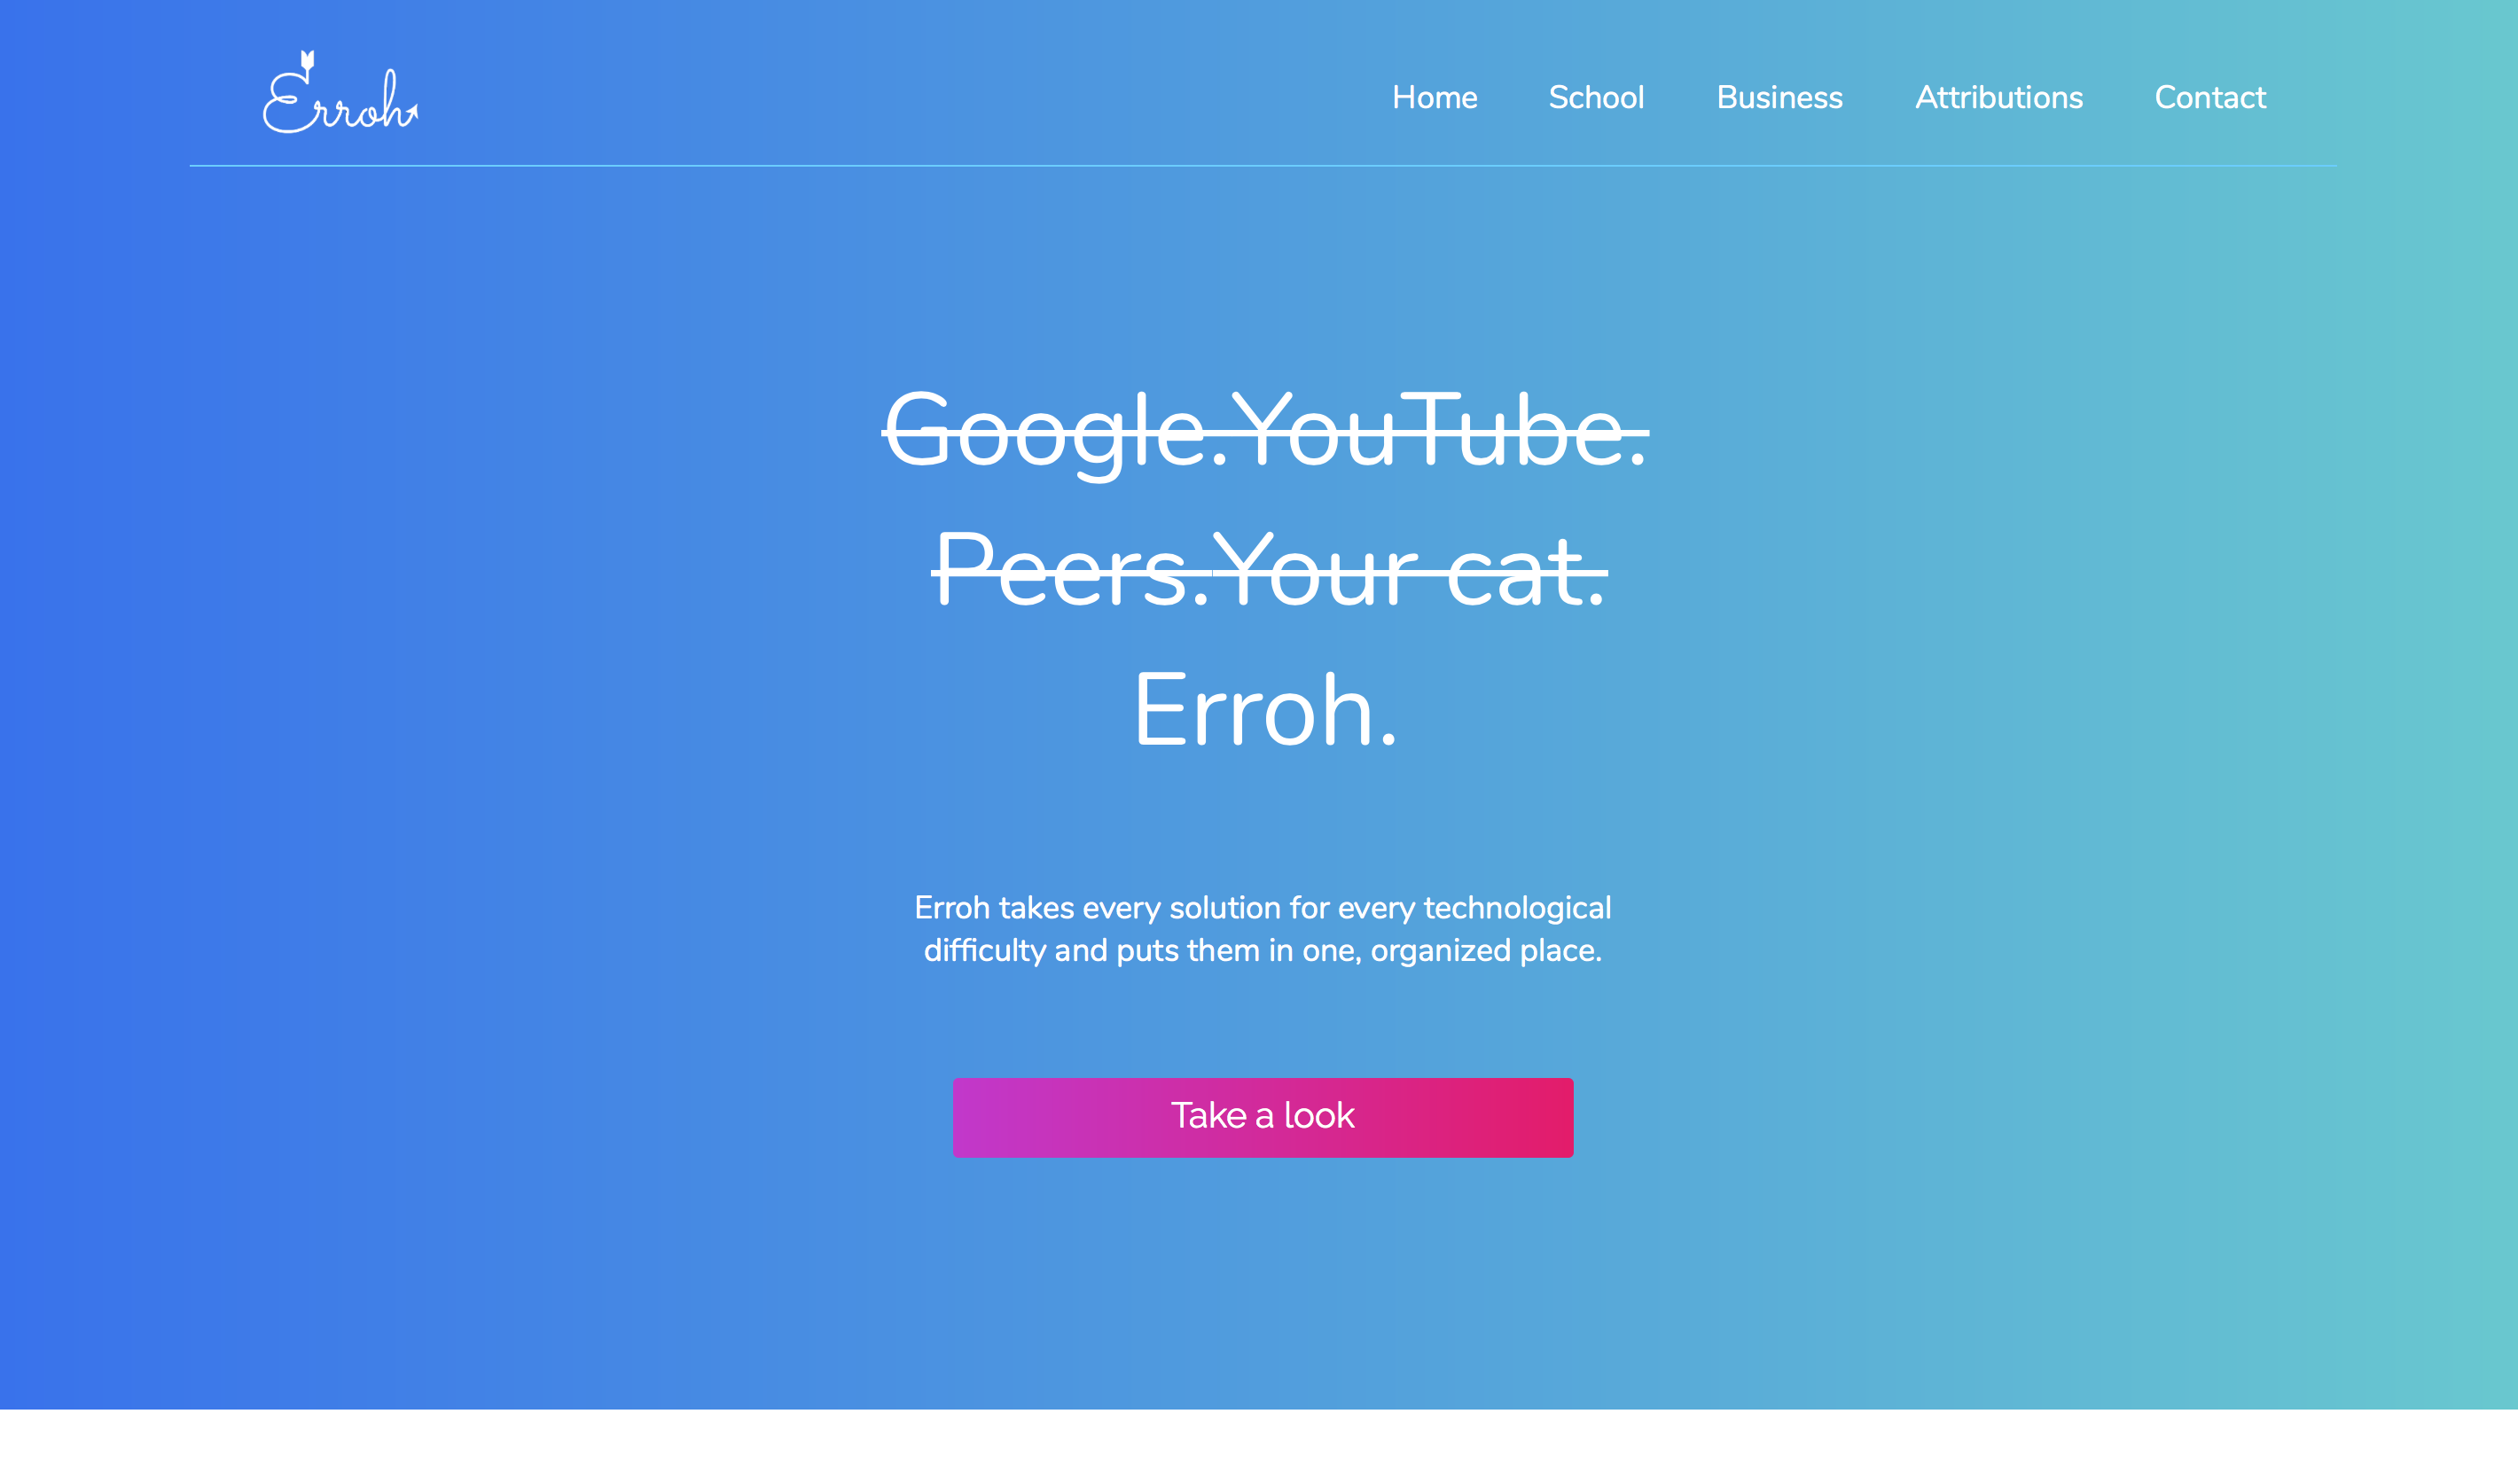 Erroh
Home School Business Attributions Contact
Google.YouTube.
Peers.Your cat.
Erroh.
Erroh takes every solution for every technological
difficulty and puts them in one, organized place.
Take a look